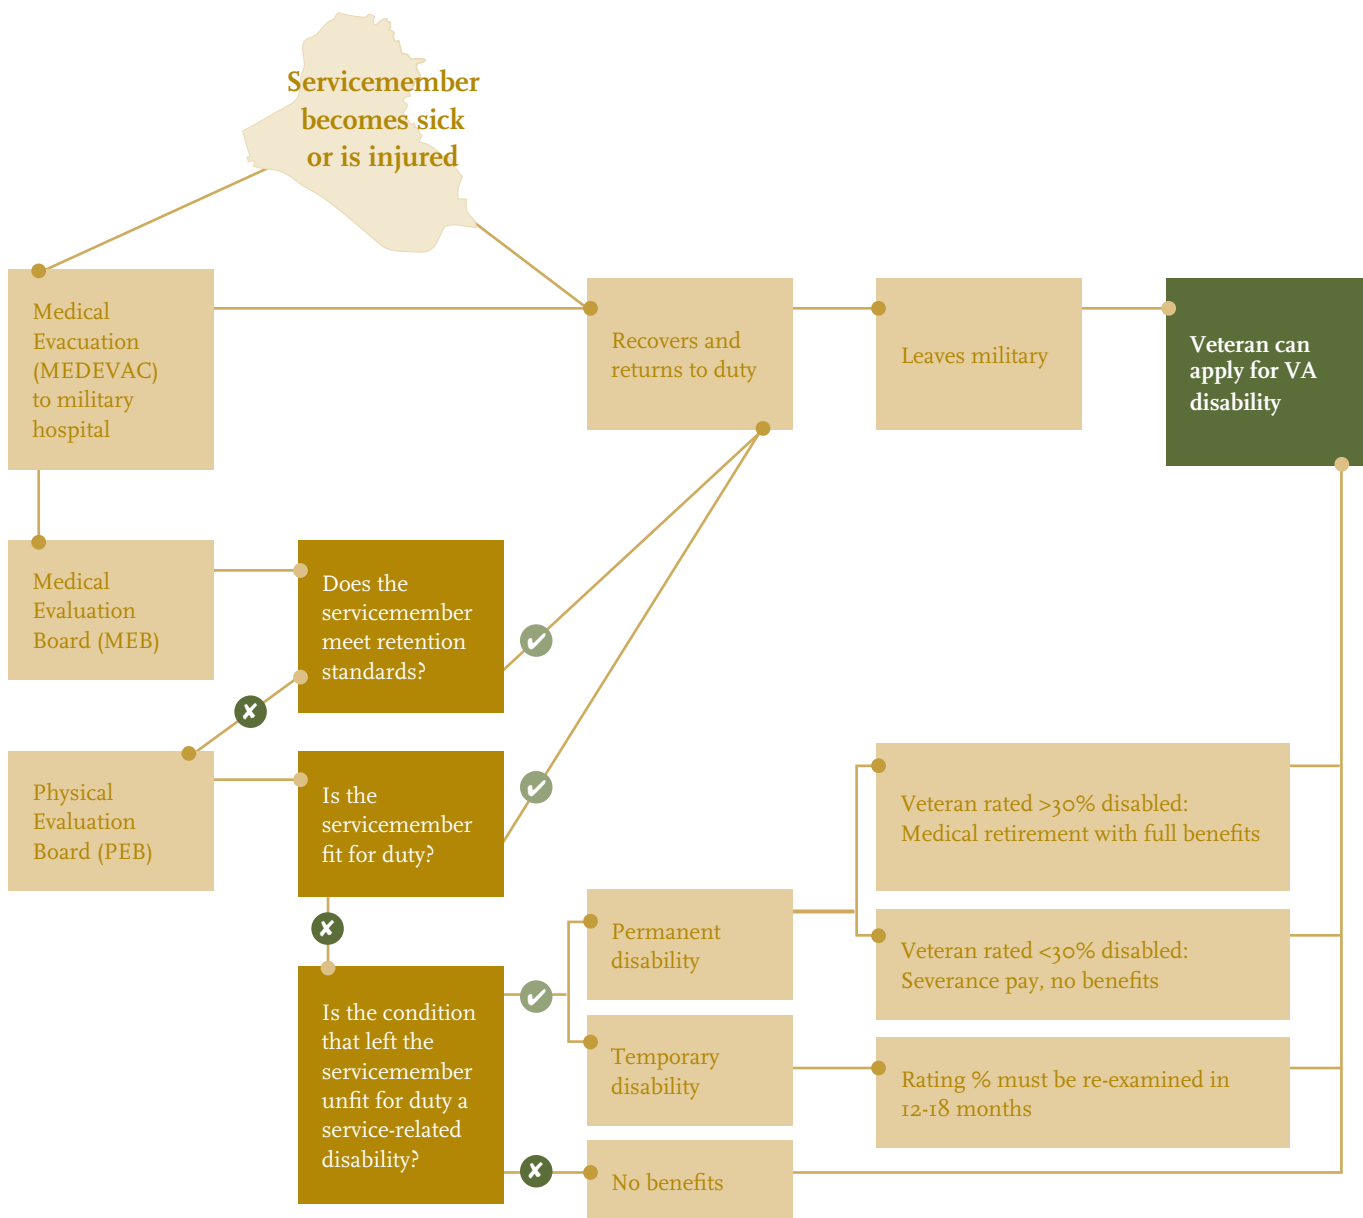 Servicemember
becomes sick
or is injured
Medical
Evacuation
(MEDEVAC)
to military
hospital
Recovers and
returns to duty
Leaves military
Veteran can
apply for VA
disability
Medical
Evaluation
Board (MEB)
Does the
servicemember
meet retention
standards?
✔
✘
Physical
Evaluation
Board (PEB)
Is the
servicemember
fit for duty?
✔
✘
Veteran rated >30% disabled:
Medical retirement with full benefits
Permanent
disability
Veteran rated <30% disabled:
Severance pay, no benefits
Is the condition
that left the
servicemember
unfit for duty a
service-related
disability?
✔
Temporary
disability
Rating % must be re-examined in
12-18 months
✘
No benefits